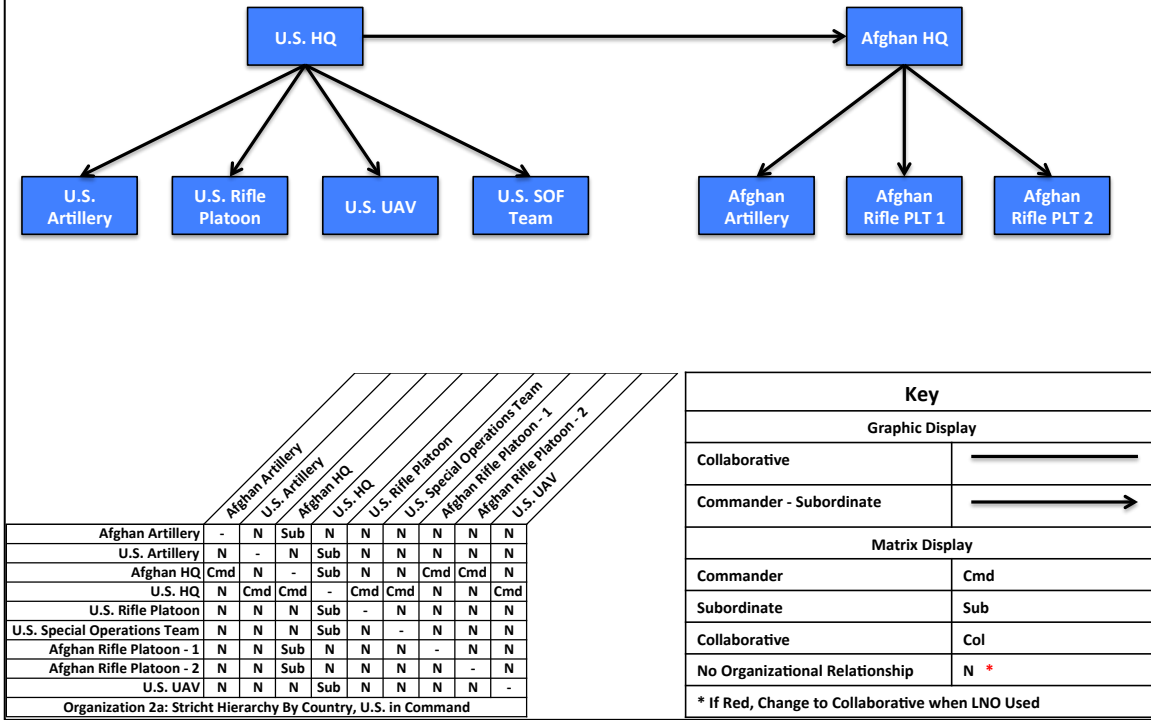 U.S. HQ
Afghan HQ
U.S.
Artillery
U.S. Rifle
Platoon
U.S. UAV
U.S. SOF
Team
Afghan
Artillery
Afghan
Rifle PLT 1
Afghan
Rifle PLT 2
Afghan Artillery
U.S. Artillery
Afghan HQ
U.S. HQ
U.S. Rifle Platoon
U.S. Special Operations Team
Afghan Rifle Platoon - 1
Afghan Rifle Platoon - 2
U.S. UAV
Afghan Artillery - N Sub N N N N N N
U.S. Artillery N - N Sub N N N N N
Afghan HQ Cmd N - Sub N N Cmd Cmd N
U.S. HQ N Cmd Cmd - Cmd Cmd N N Cmd
U.S. Rifle Platoon N N N Sub - N N N N
U.S. Special Operations Team N N N Sub N - N N N
Afghan Rifle Platoon - 1 N N Sub N N N - N N
Afghan Rifle Platoon - 2 N N Sub N N N N - N
U.S. UAV N N N Sub N N N N -
Organization 2a: Stricht Hierarchy By Country, U.S. in Command
Key
Graphic Display
Collaborative
Commander - Subordinate
Matrix Display
Commander Cmd
Subordinate Sub
Collaborative Col
No Organizational Relationship N *
* If Red, Change to Collaborative when LNO Used